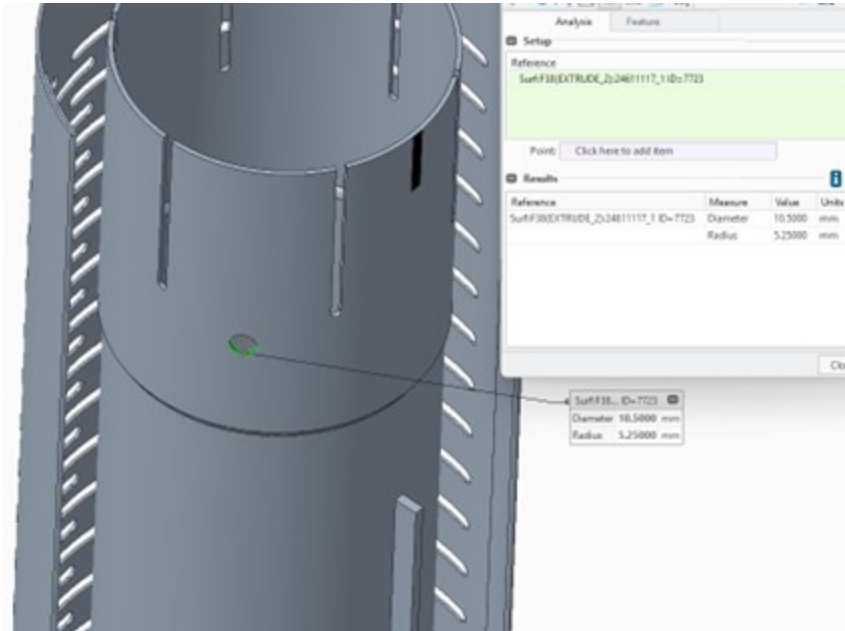 Analysis Feature
Setup
Reference
Surf:F38(EXTRUDE_2):24611117_1 ID=7723
Point: Click here to add item
Results
Reference Measure Value Units
Surf:F38(EXTRUDE_2):24611117_1 ID=7723 Diameter 10.5000 mm
Radius 5.25000 mm
Surf:F38... ID=7723
Diameter 10.5000 mm
Radius 5.25000 mm